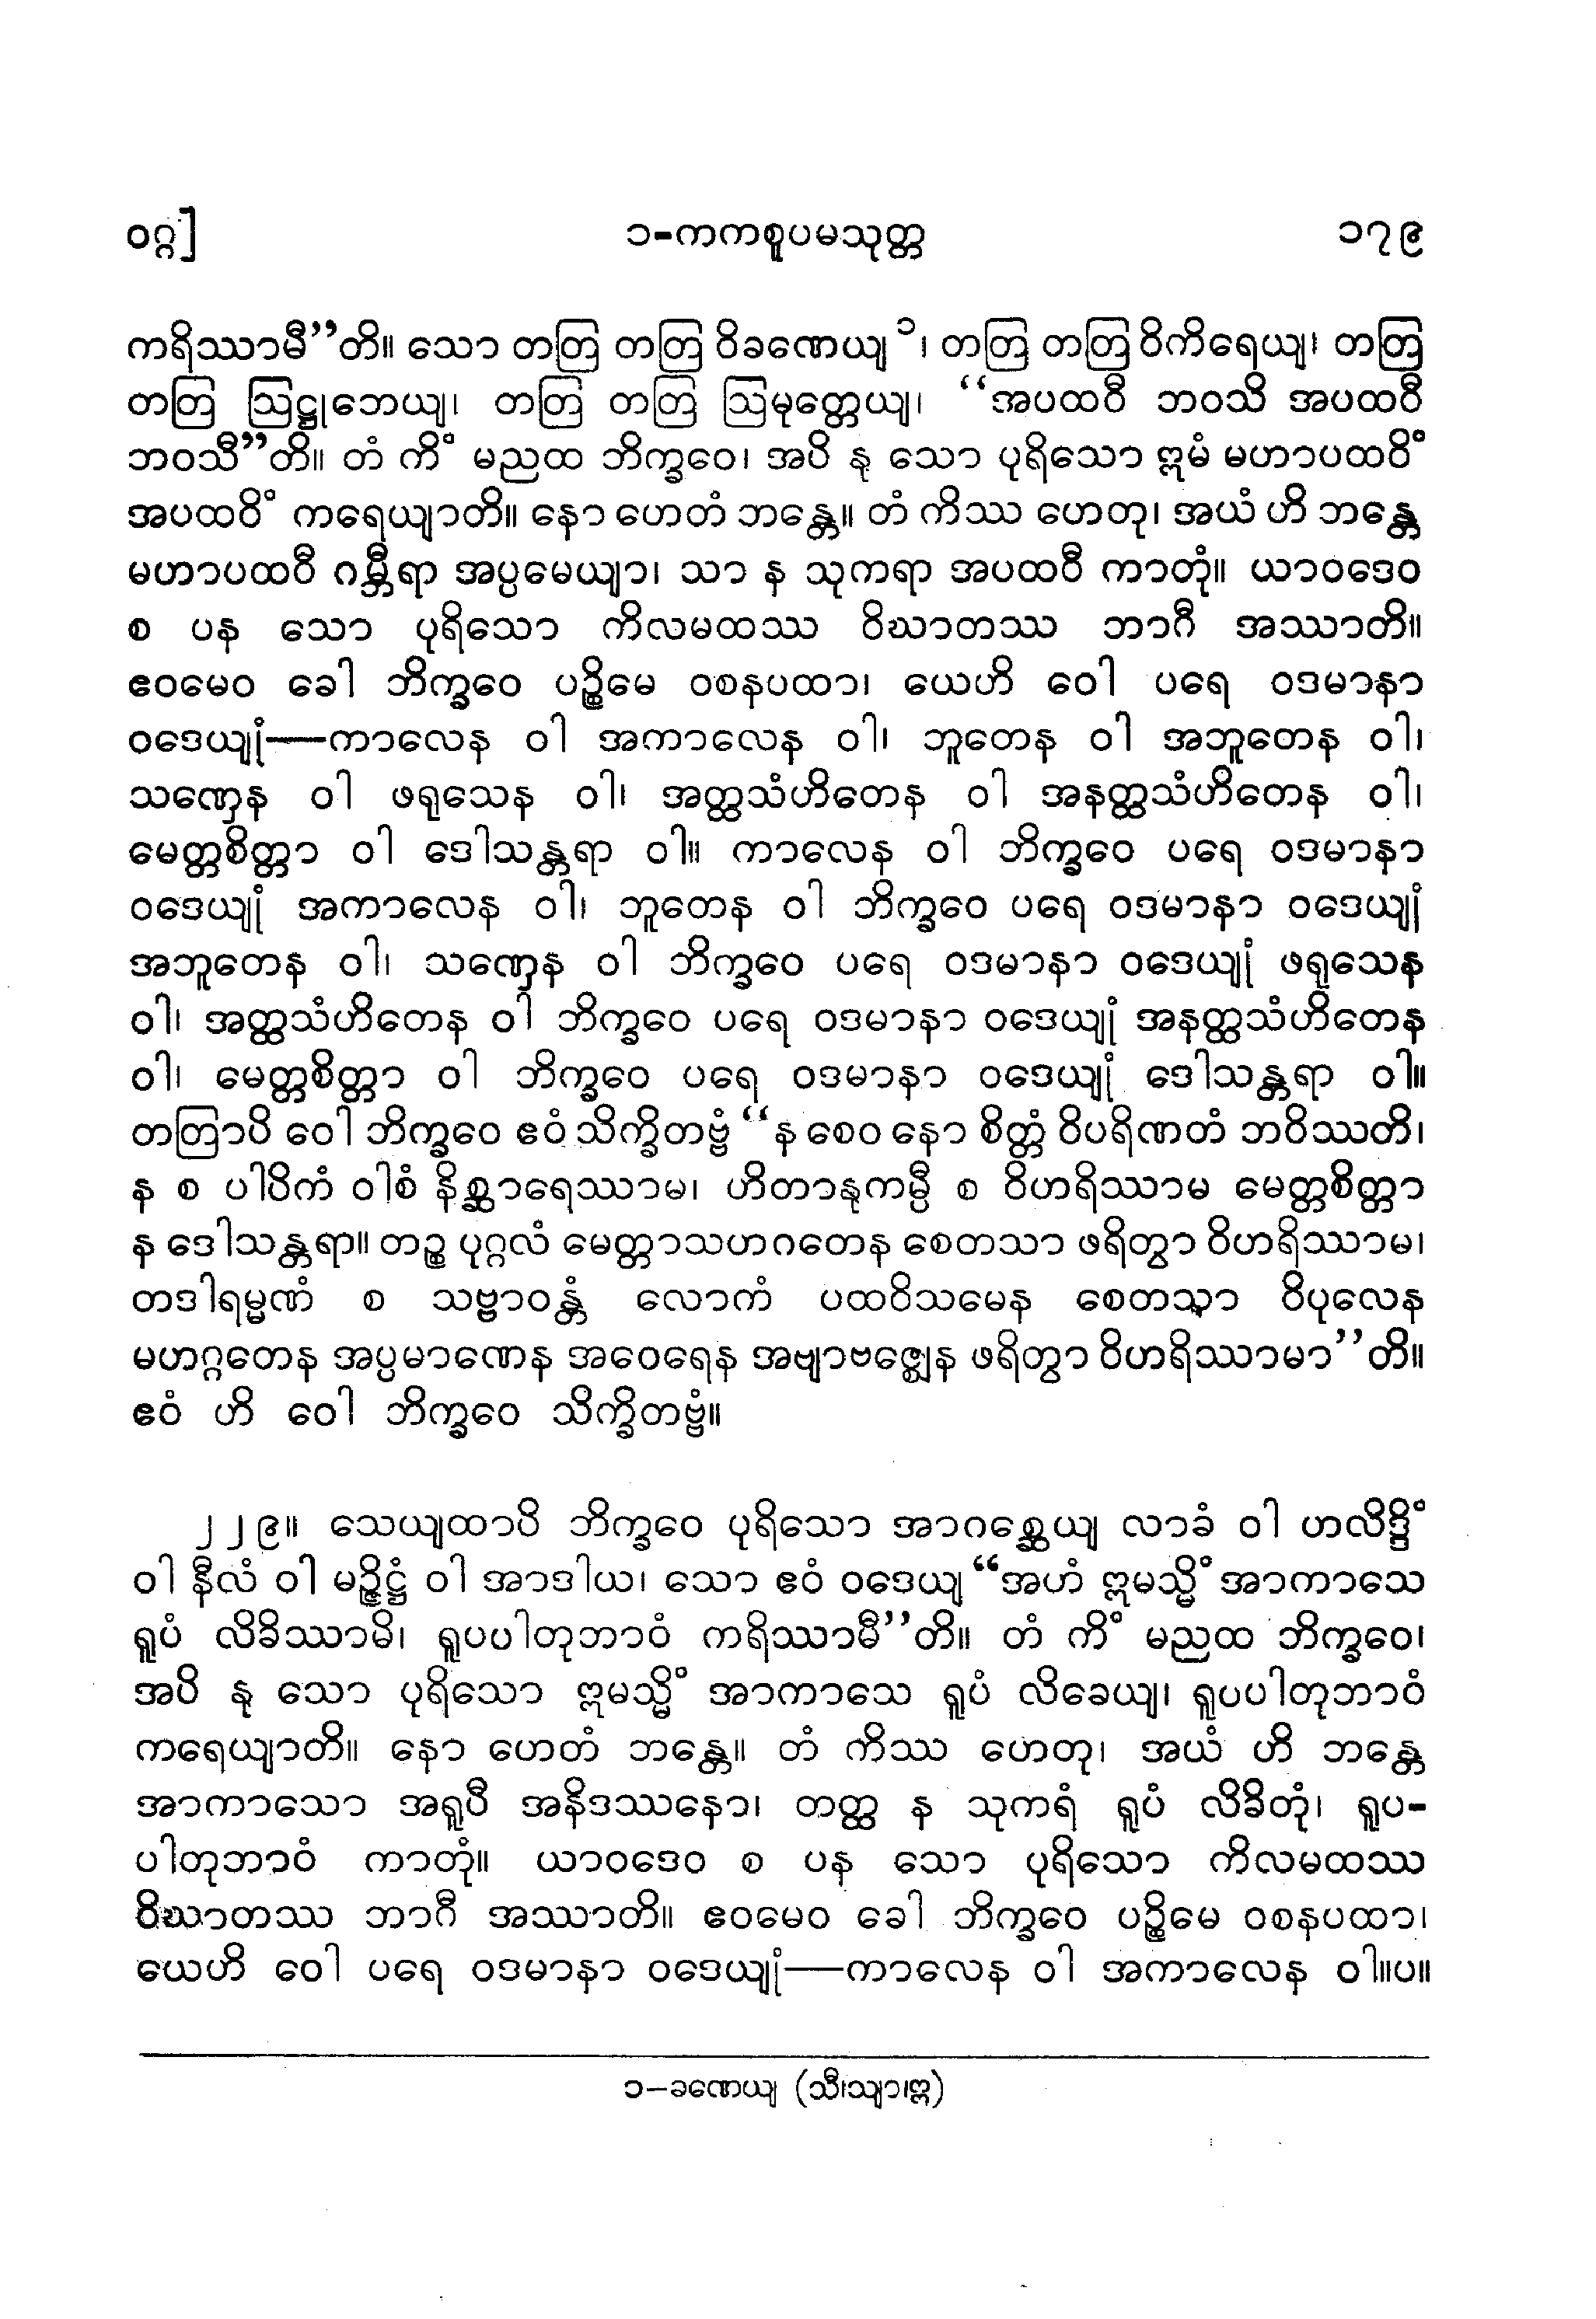 ဝဂ္ဂ]
၁-ကကစူပမသုတ္တ
၁၇၉
ကရိဿာမီ”တိ။ သော တတြ တတြ ဝိခဏေယျ ၁၊ တတြ တတြ ဝိကိရေယျ၊ တတြ
တတြ ဩဋ္ဌုဘေယျ၊ တတြ တတြ ဩမုတ္တေယျ၊ “အပထဝီ ဘဝသိ အပထဝီ
ဘဝသီ”တိ။ တံ ကိံ မညထ ဘိက္ခဝေ၊ အပိ နု သော ပုရိသော ဣမံ မဟာပထဝိံ
အပထဝိံ ကရေယျာတိ။ နော ဟေတံ ဘန္တေ။ တံ ကိဿ ဟေတု၊ အယံ ဟိ ဘန္တေ
မဟာပထဝီ ဂမ္ဘီရာ အပ္ပမေယျာ၊ သာ န သုကရာ အပထဝီ ကာတုံ။ ယာဝဒေဝ
စ ပန သော ပုရိသော ကိလမထဿ ဝိဃာတဿ ဘာဂီ အဿာတိ။
ဧဝမေဝ ခေါ ဘိက္ခဝေ ပဉ္စိမေ ဝစနပထာ၊ ယေဟိ ဝေါ ပရေ ဝဒမာနာ
ဝဒေယျုံ—ကာလေန ဝါ အကာလေန ဝါ၊ ဘူတေန ဝါ အဘူတေန ဝါ၊
သဏှေန ဝါ ဖရုသေန ဝါ၊ အတ္ထသံဟိတေန ဝါ အနတ္ထသံဟိတေန ဝါ၊
မေတ္တစိတ္တာ ဝါ ဒေါသန္တရာ ဝါ။ ကာလေန ဝါ ဘိက္ခဝေ ပရေ ဝဒမာနာ
ဝဒေယျုံ အကာလေန ဝါ၊ ဘူတေန ဝါ ဘိက္ခဝေ ပရေ ဝဒမာနာ ဝဒေယျုံ
အဘူတေန ဝါ၊ သဏှေန ဝါ ဘိက္ခဝေ ပရေ ဝဒမာနာ ဝဒေယျုံ ဖရုသေန
ဝါ၊ အတ္ထသံဟိတေန ဝါ ဘိက္ခဝေ ပရေ ဝဒမာနာ ဝဒေယျုံ အနတ္ထသံဟိတေန
ဝါ၊ မေတ္တစိတ္တာ ဝါ ဘိက္ခဝေ ပရေ ဝဒမာနာ ဝဒေယျုံ ဒေါသန္တရာ ဝါ။
တတြာပိ ဝေါ ဘိက္ခဝေ ဧဝံ သိက္ခိတဗ္ဗံ “န စေဝ နော စိတ္တံ ဝိပရိဏတံ ဘဝိဿတိ၊
န စ ပါပိကံ ဝါစံ နိစ္ဆာရေဿာမ၊ ဟိတာနုကမ္ပီ စ ဝိဟရိဿာမ မေတ္တစိတ္တာ
န ဒေါသန္တရာ။ တဉ္စ ပုဂ္ဂလံ မေတ္တာသဟဂတေန စေတသာ ဖရိတွာ ဝိဟရိဿာမ၊
တဒါရမ္မဏံ စ သဗ္ဗာဝန္တံ လောကံ ပထဝိသမေန စေတသာ ဝိပုလေန
မဟဂ္ဂတေန အပ္ပမာဏေန အဝေရေန အဗျာဗဇ္ဈေန ဖရိတွာ ဝိဟရိဿာမာ”တိ။
ဧဝံ ဟိ ဝေါ ဘိက္ခဝေ သိက္ခိတဗ္ဗံ။
၂၂၉။ သေယျထာပိ ဘိက္ခဝေ ပုရိသော အာဂစ္ဆေယျ လာခံ ဝါ ဟလိဒ္ဒိံ
ဝါ နီလံ ဝါ မဉ္ဇိဋ္ဌံ ဝါ အာဒါယ၊ သော ဧဝံ ဝဒေယျ “အဟံ ဣမသ္မိံ အာကာသေ
ရူပံ လိခိဿာမိ၊ ရူပပါတုဘာဝံ ကရိဿာမီ”တိ။ တံ ကိံ မညထ ဘိက္ခဝေ၊
အပိ နု သော ပုရိသော ဣမသ္မိံ အာကာသေ ရူပံ လိခေယျ၊ ရူပပါတုဘာဝံ
ကရေယျာတိ။ နော ဟေတံ ဘန္တေ။ တံ ကိဿ ဟေတု၊ အယံ ဟိ ဘန္တေ
အာကာသော အရူပီ အနိဒဿနော၊ တတ္ထ န သုကရံ ရူပံ လိခိတုံ၊ ရူပ-
ပါတုဘာဝံ ကာတုံ။ ယာဝဒေဝ စ ပန သော ပုရိသော ကိလမထဿ
ဝိဃာတဿ ဘာဂီ အဿာတိ။ ဧဝမေဝ ခေါ ဘိက္ခဝေ ပဉ္စိမေ ဝစနပထာ၊
ယေဟိ ဝေါ ပရေ ဝဒမာနာ ဝဒေယျုံ—ကာလေန ဝါ အကာလေန ဝါ။ပ။
၁-ခဏေယျ (သီ၊သျာ၊ဣ)